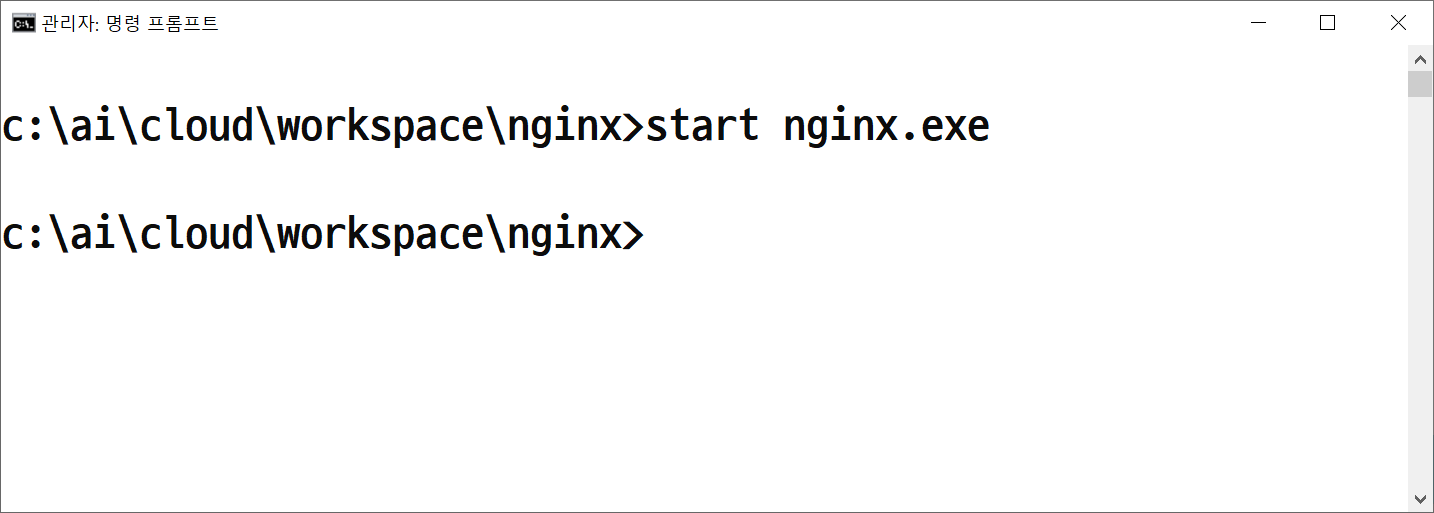 관리자: 명령 프롬프트
c:\ai\cloud\workspace\nginx>start nginx.exe
c:\ai\cloud\workspace\nginx>